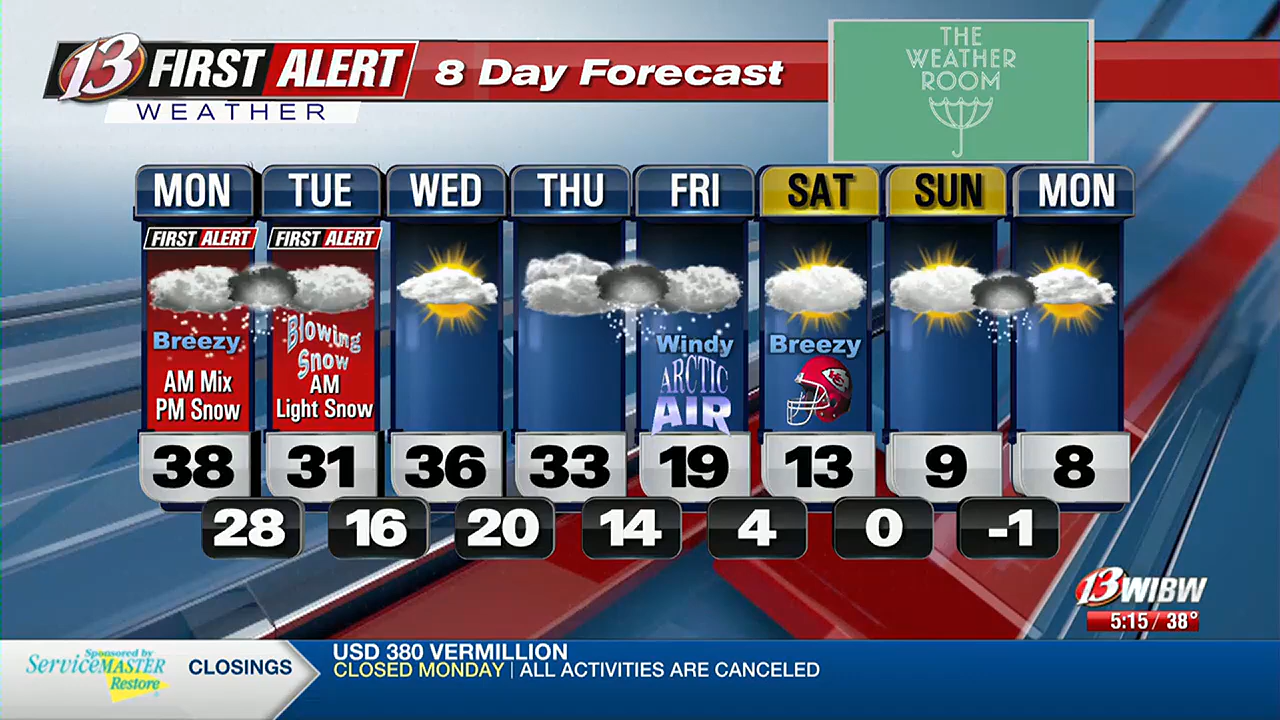 13 FIRST ALERT
WEATHER
8 Day Forecast
THE
WEATHER
ROOM
MON TUE WED THU FRI SAT SUN MON
FIRST ALERT FIRST ALERT
Breezy
AM Mix
PM Snow
Blowing
Snow
AM
Light Snow
Windy
ARCTIC
AIR
Breezy
KC
38 31 36 33 19 13 9 8
28 16 20 14 4 0 -1
13 WIBW
5:15 / 38°
Sponsored by
ServiceMASTER
Restore
CLOSINGS
USD 380 VERMILLION
CLOSED MONDAY | ALL ACTIVITIES ARE CANCELED